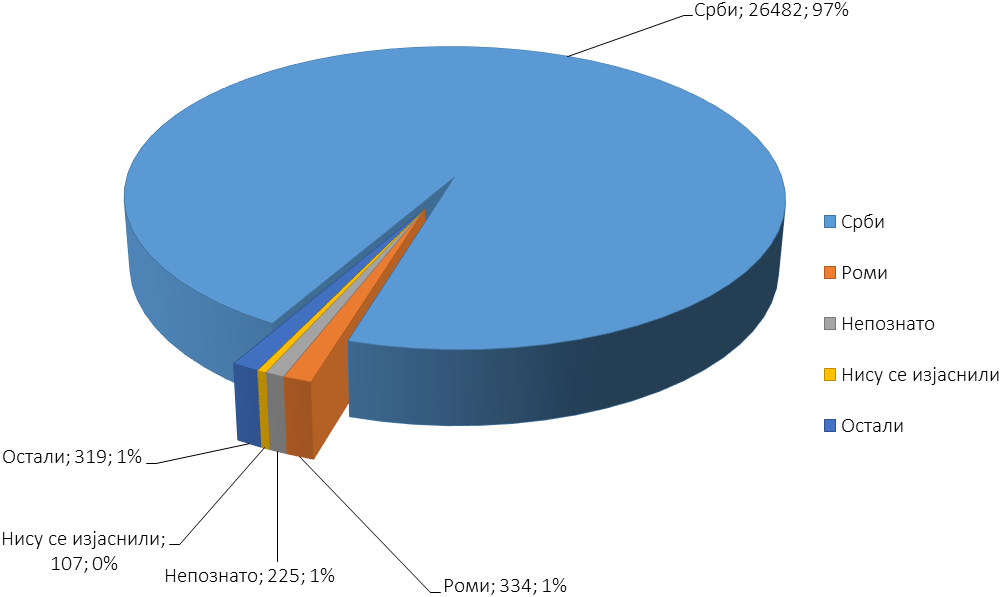 Срби; 26482; 97%
Срби
Роми
Непознато
Нису се изјаснили
Остали
Остали; 319; 1%
Нису се изјаснили;
107; 0%
Непознато; 225; 1%
Роми; 334; 1%